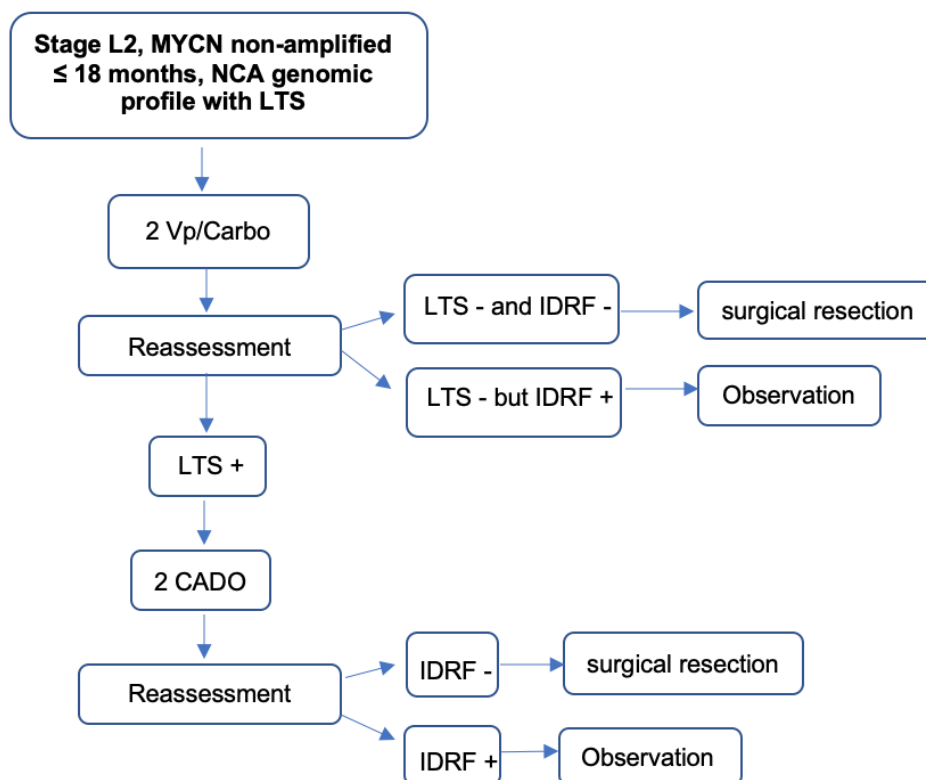 Stage L2, MYCN non-amplified
≤ 18 months, NCA genomic
profile with LTS
2 Vp/Carbo
Reassessment
LTS - and IDRF -
surgical resection
LTS - but IDRF +
Observation
LTS +
2 CADO
Reassessment
IDRF -
surgical resection
IDRF +
Observation